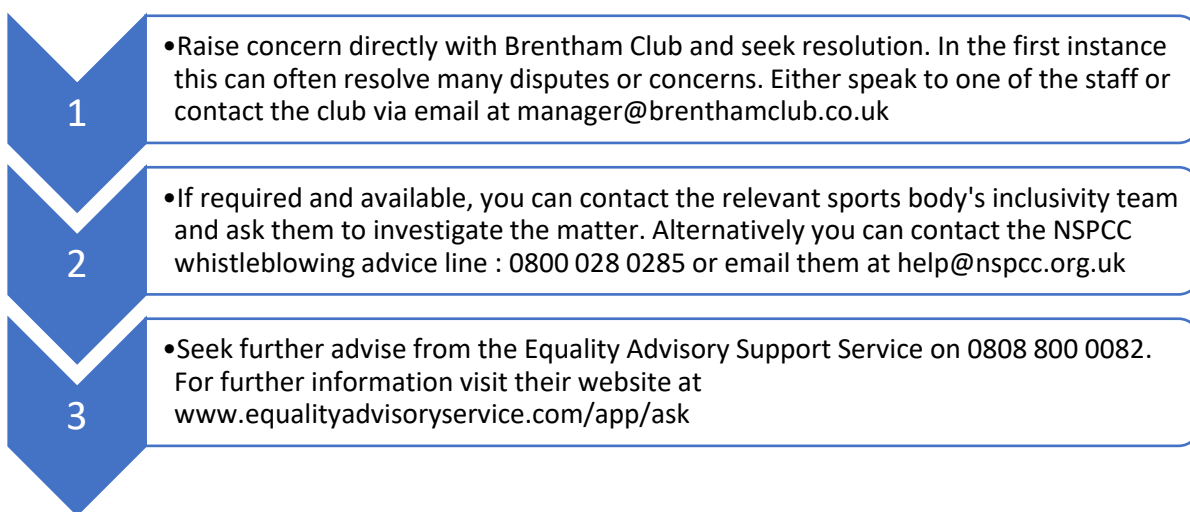 1
•Raise concern directly with Brentham Club and seek resolution. In the first instance
this can often resolve many disputes or concerns. Either speak to one of the staff or
contact the club via email at manager@brenthamclub.co.uk
2
•If required and available, you can contact the relevant sports body's inclusivity team
and ask them to investigate the matter. Alternatively you can contact the NSPCC
whistleblowing advice line : 0800 028 0285 or email them at help@nspcc.org.uk
3
•Seek further advise from the Equality Advisory Support Service on 0808 800 0082.
For further information visit their website at
www.equalityadvisoryservice.com/app/ask